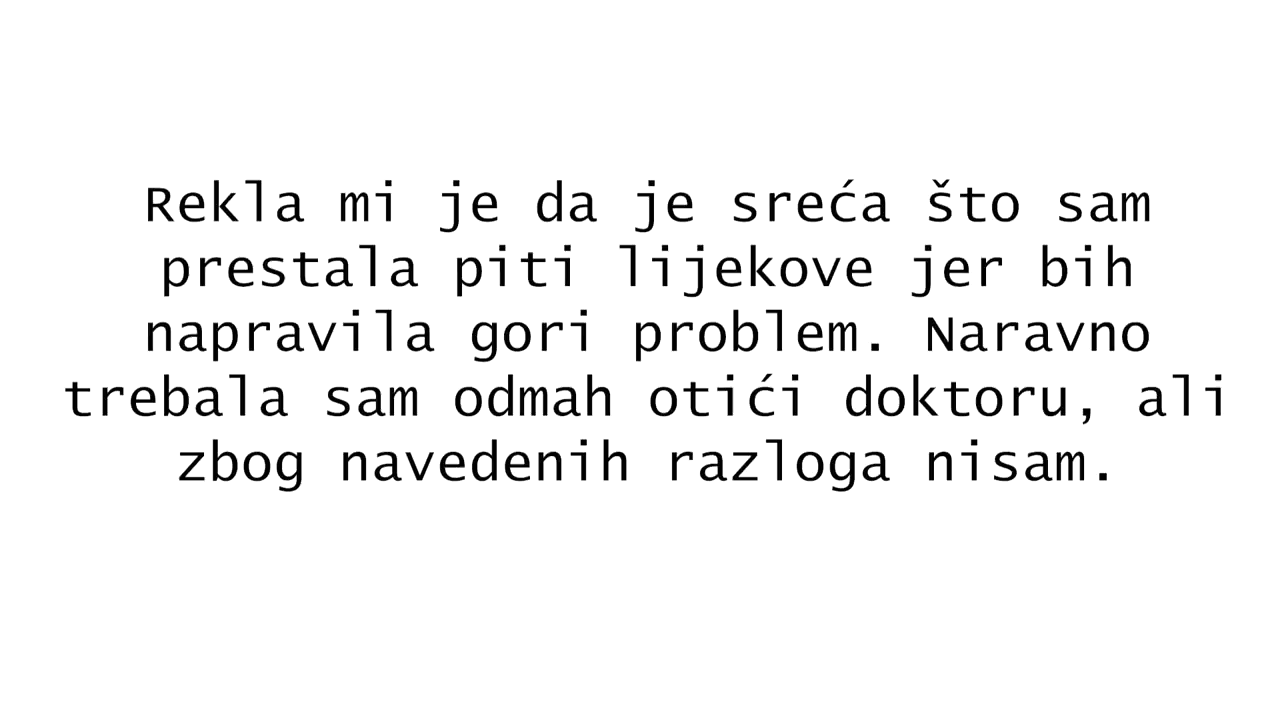 Rekla mi je da je sreća što sam
prestala piti lijekove jer bih
napravila gori problem. Naravno
trebala sam odmah otići doktoru, ali
zbog navedenih razloga nisam.